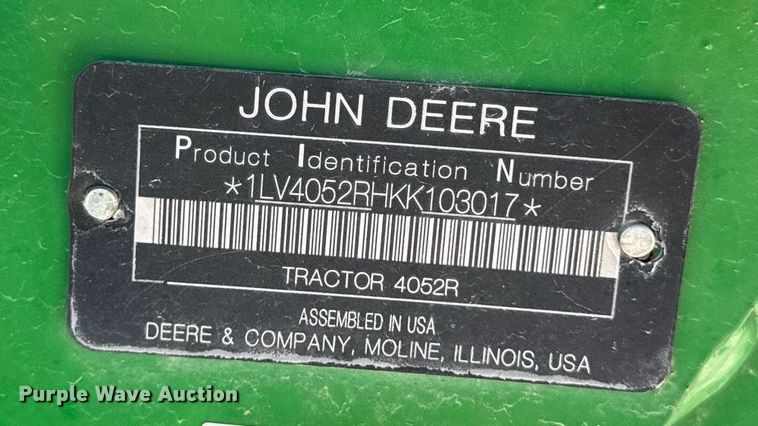 JOHN DEERE
Product Identification Number
*1LV4052RHKK103017*
TRACTOR 4052R
ASSEMBLED IN USA
DEERE & COMPANY, MOLINE, ILLINOIS, USA
Purple Wave Auction